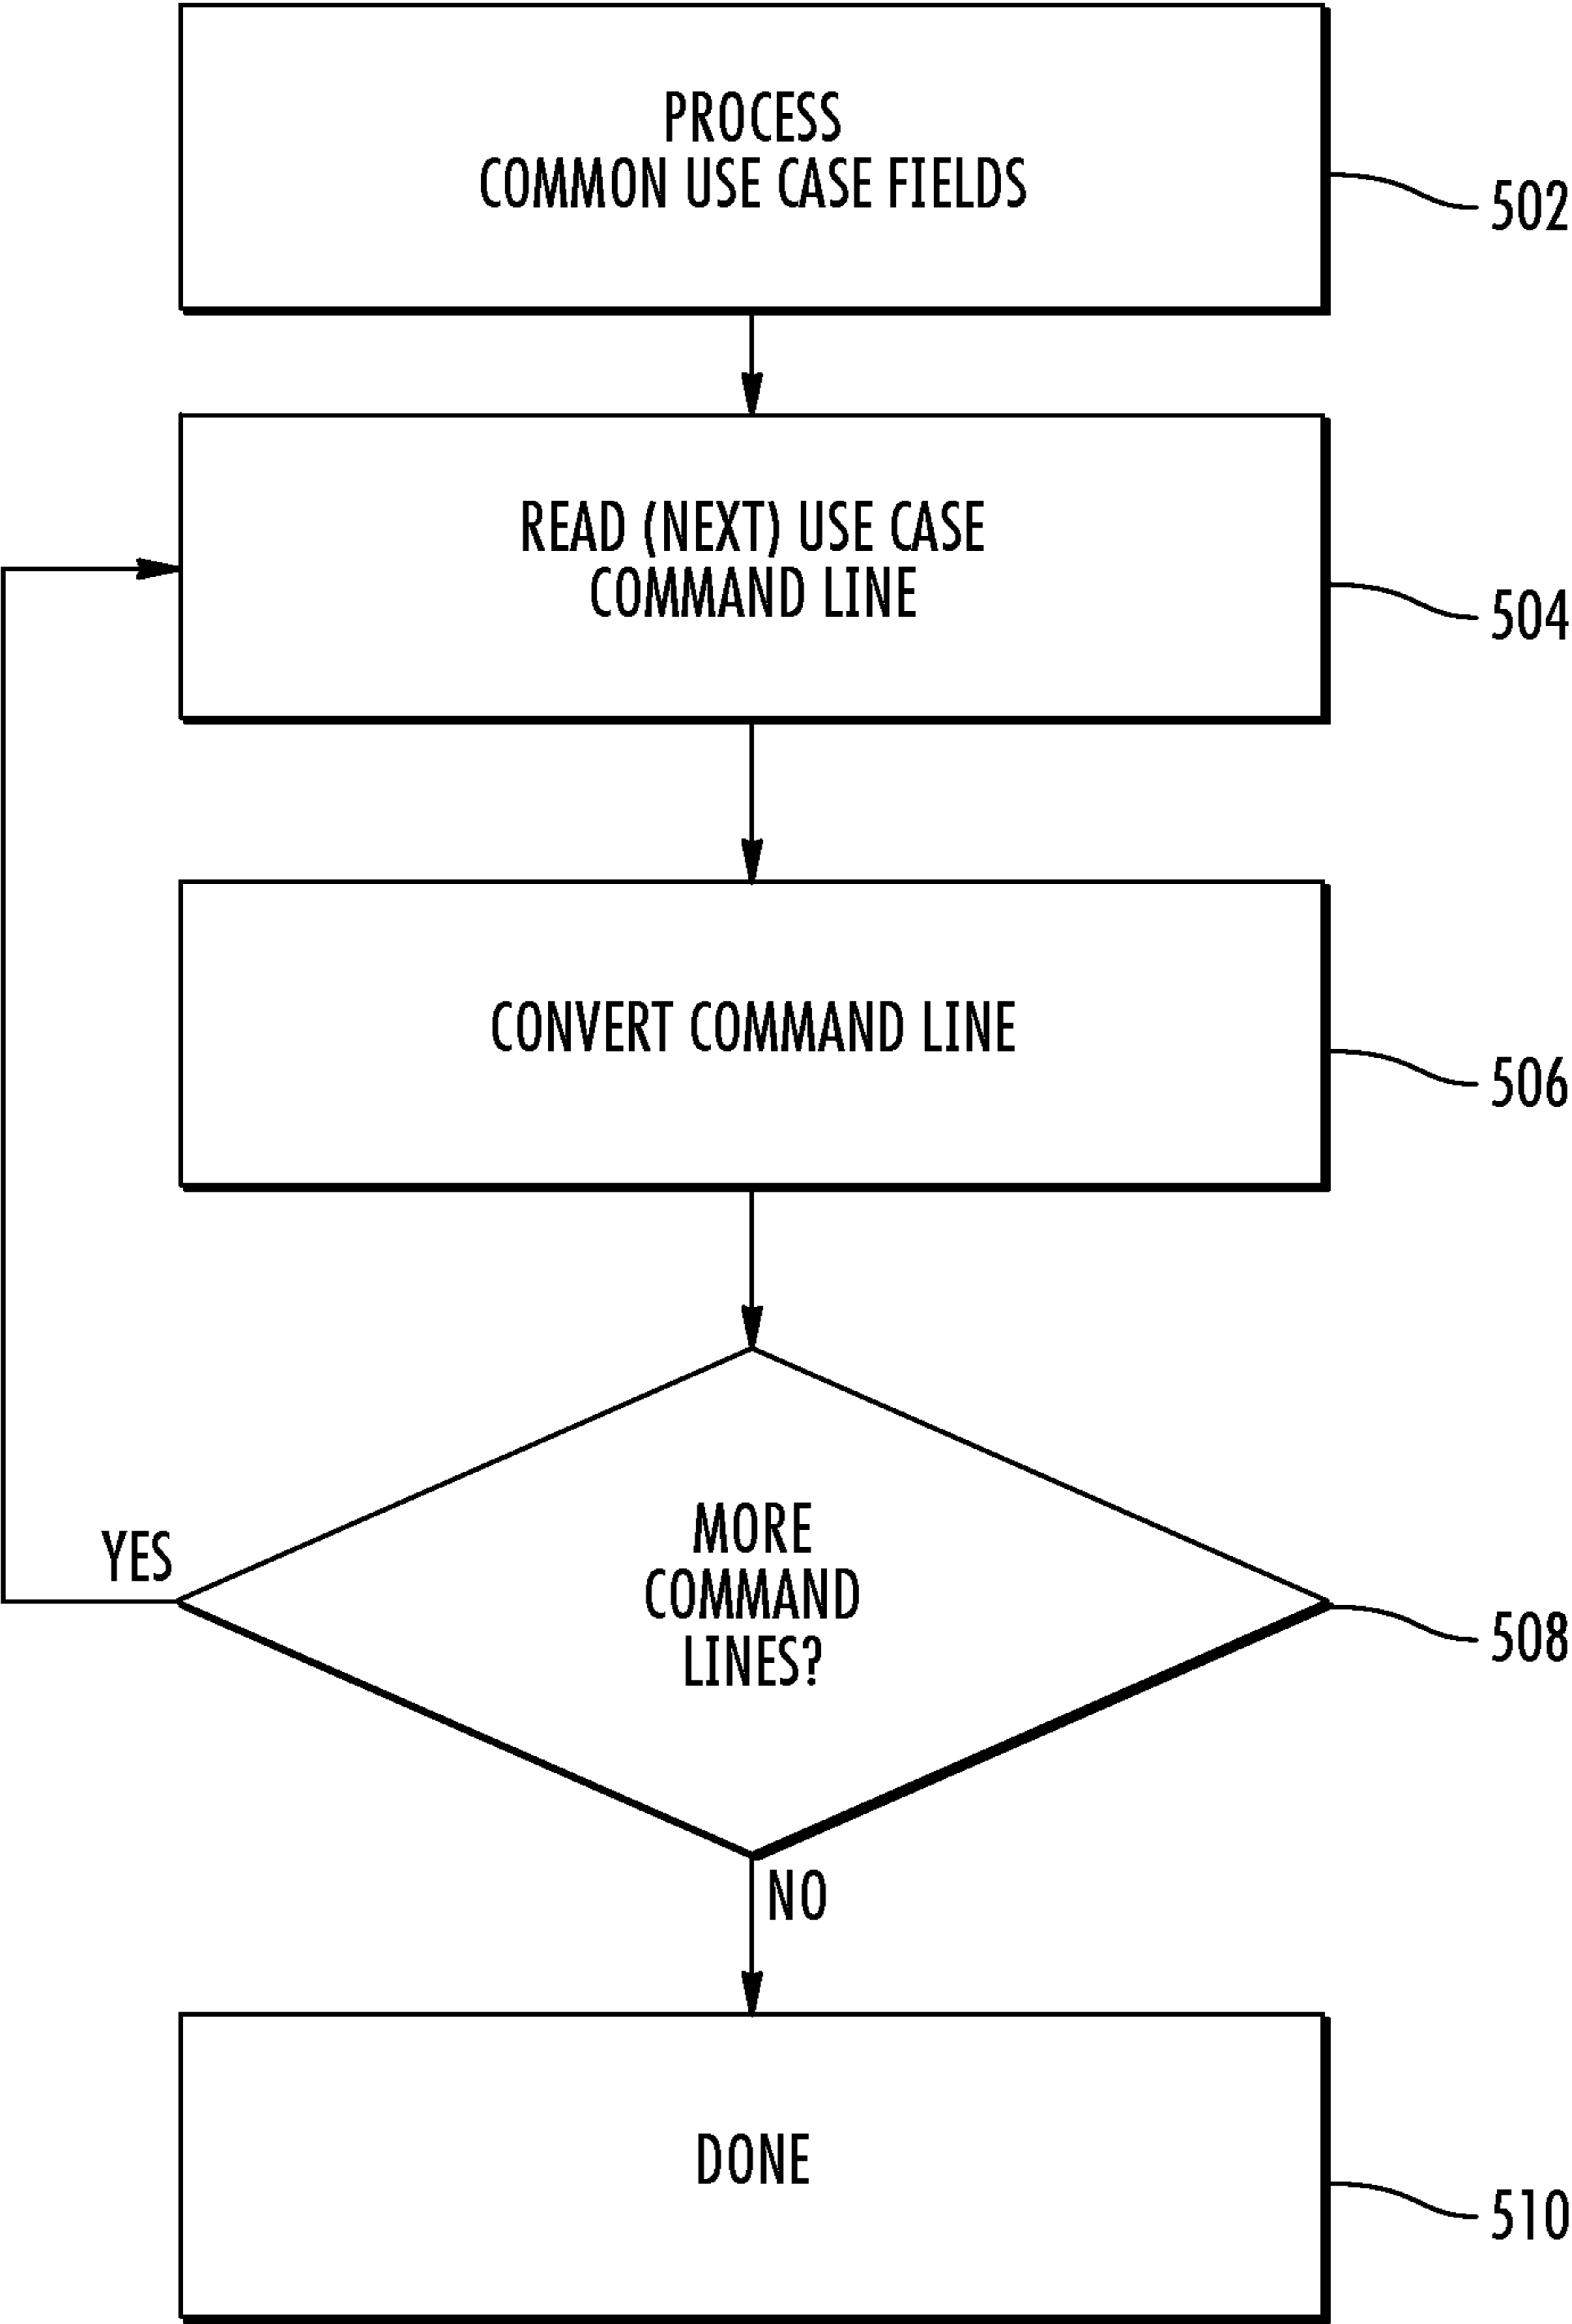 PROCESS
COMMON USE CASE FIELDS
502
READ (NEXT) USE CASE
COMMAND LINE
504
CONVERT COMMAND LINE
506
YES
MORE
COMMAND
LINES?
508
NO
DONE
510